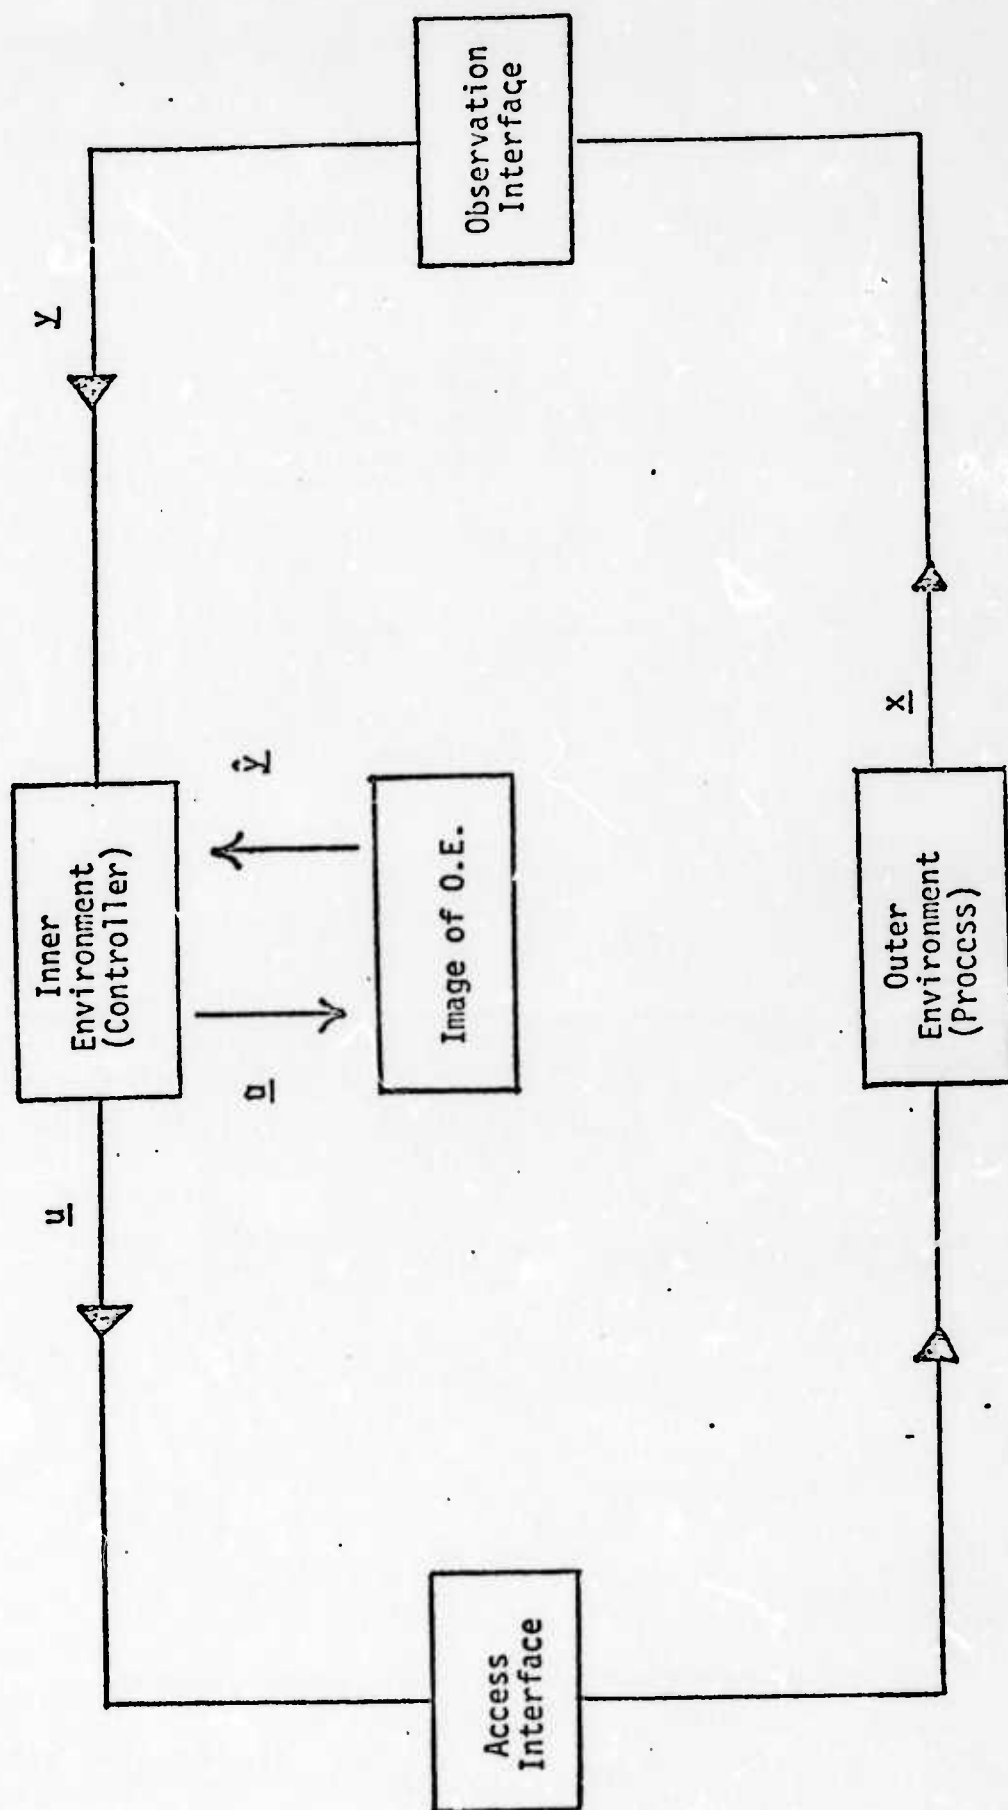 Inner
Environment
(Controller)
u
y
ŷ
Image of O.E.
Access
Interface
Observation
Interface
x
Outer
Environment
(Process)